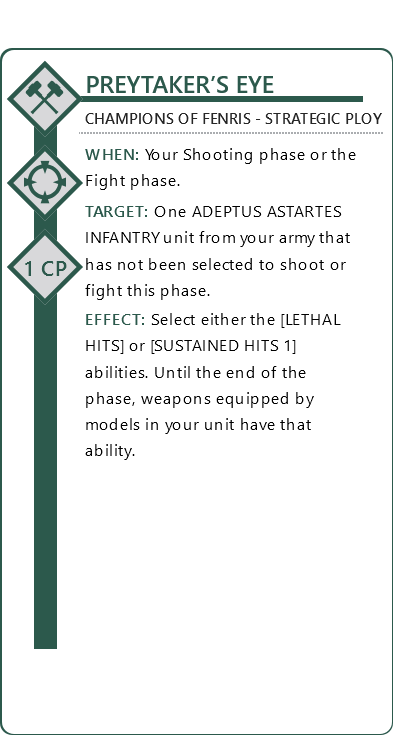 PREYTAKER'S EYE
CHAMPIONS OF FENRIS - STRATEGIC PLOY
WHEN: Your Shooting phase or the
Fight phase.
TARGET: One ADEPTUS ASTARTES
INFANTRY unit from your army that
has not been selected to shoot or
fight this phase.
1 CP
EFFECT: Select either the [LETHAL
HITS] or [SUSTAINED HITS 1]
abilities. Until the end of the
phase, weapons equipped by
models in your unit have that
ability.